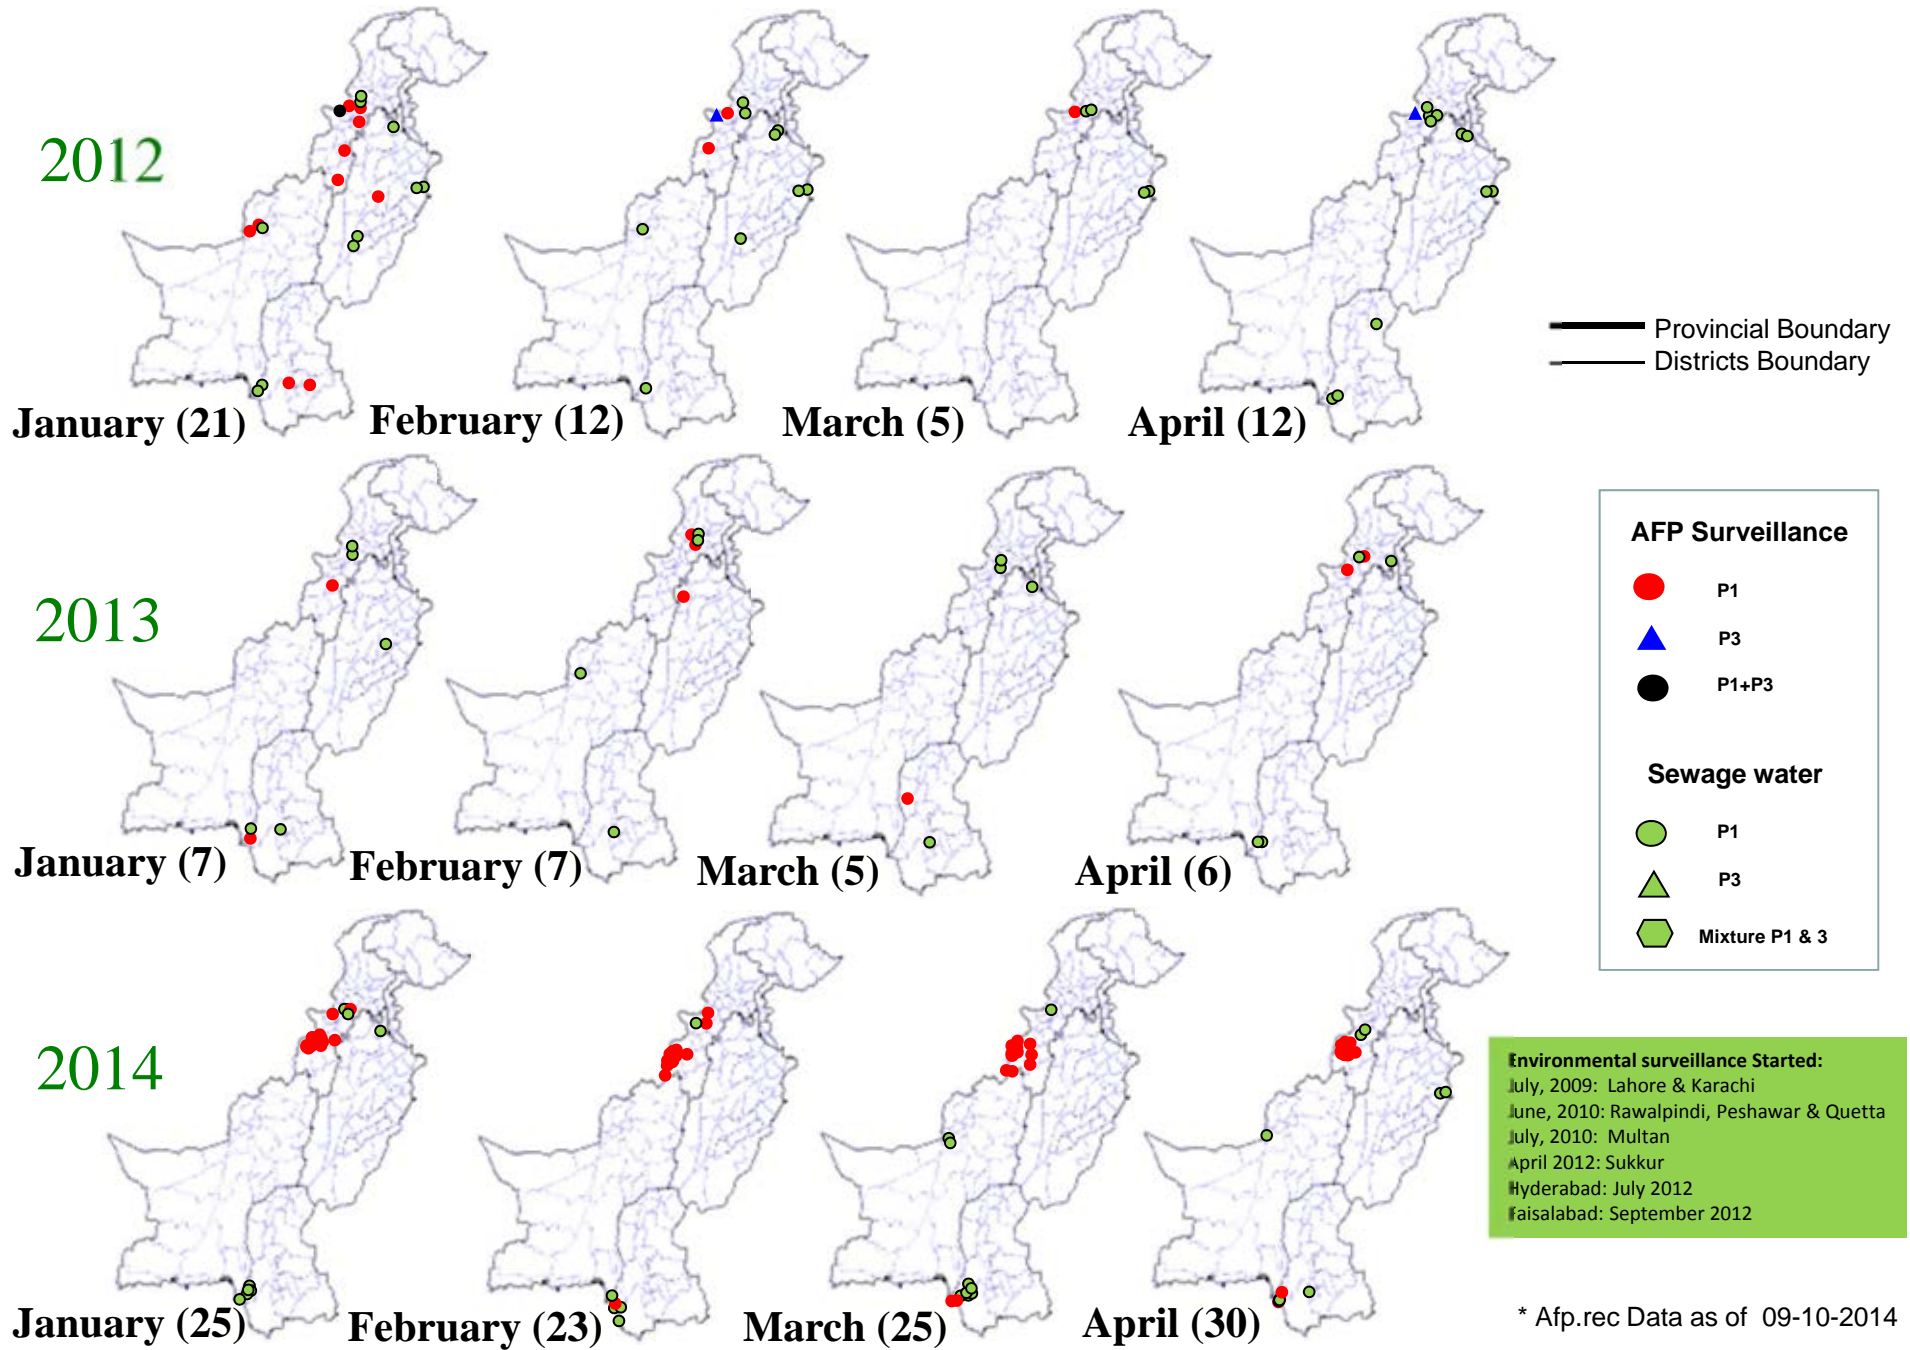 2012
January (21)
February (12)
March (5)
April (12)
Provincial Boundary
Districts Boundary
2013
January (7)
February (7)
March (5)
April (6)
AFP Surveillance
P1
P3
P1+P3
Sewage water
P1
P3
Mixture P1 & 3
2014
January (25)
February (23)
March (25)
April (30)
Environmental surveillance Started:
July, 2009: Lahore & Karachi
June, 2010: Rawalpindi, Peshawar & Quetta
July, 2010: Multan
April 2012: Sukkur
Hyderabad: July 2012
Faisalabad: September 2012
* Afp.rec Data as of 09-10-2014